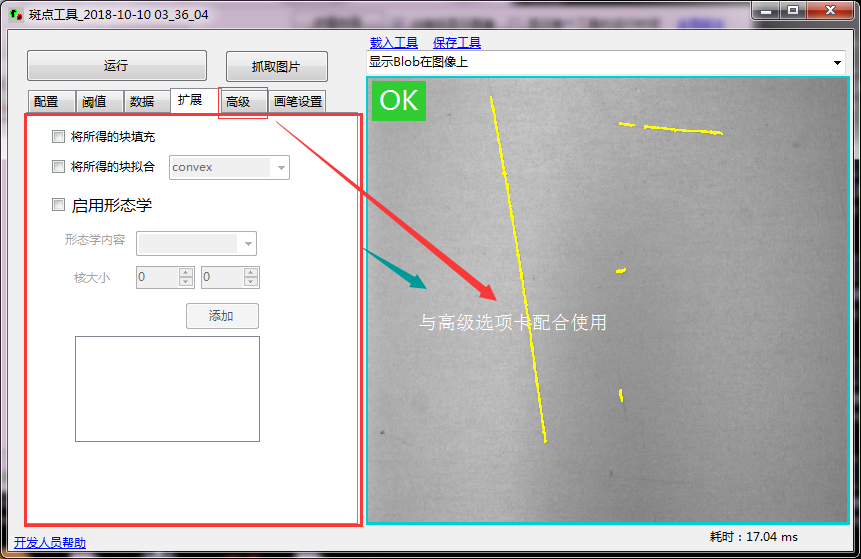 斑点工具_2018-10-10 03_36_04
载入工具 保存工具
运行 抓取图片
显示Blob在图像上
配置 阈值 数据 扩展 高级 画笔设置
OK
将所得的块填充
将所得的块拟合 convex
启用形态学
形态学内容
核大小 0 0
添加
与高级选项卡配合使用
开发人员帮助
耗时：17.04 ms